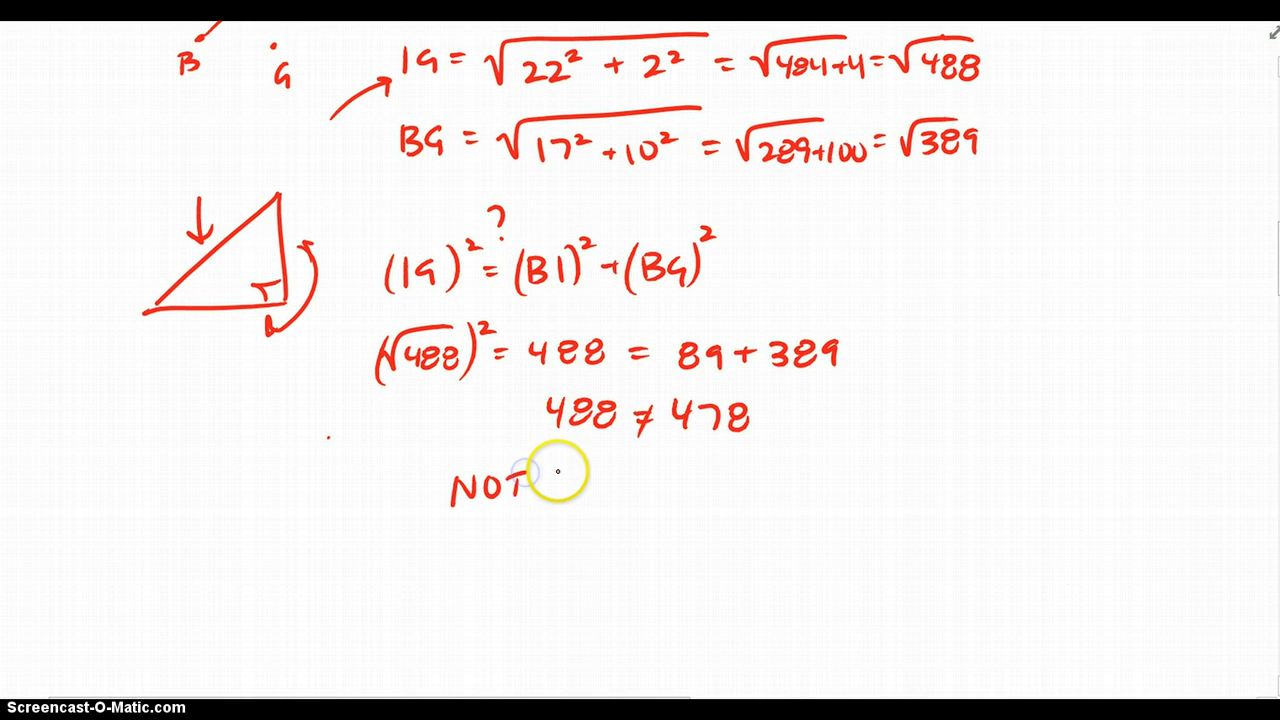 B
G
IG = √22² + 2² = √484+4 = √488
BG = √17² + 10² = √289+100 = √389
?
(IG)² = (BI)² + (BG)²
(√488)² = 488 = 89 + 389
488 ≠ 478
NOT
Screencast-O-Matic.com